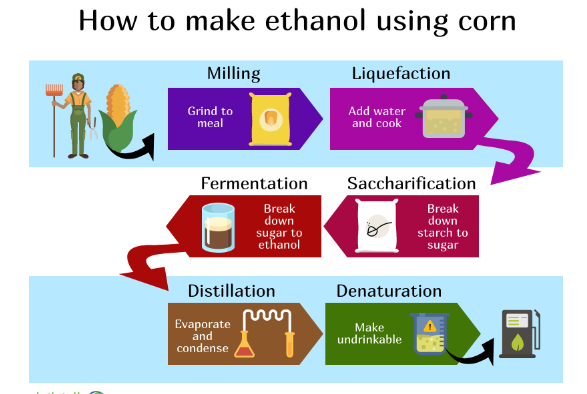 How to make ethanol using corn
Milling
Liquefaction
Grind to
meal
Add water
and cook
Fermentation
Saccharification
Break
down
sugar to
ethanol
Break
down
starch to
sugar
Distillation
Denaturation
Evaporate
and
condense
Make
undrinkable